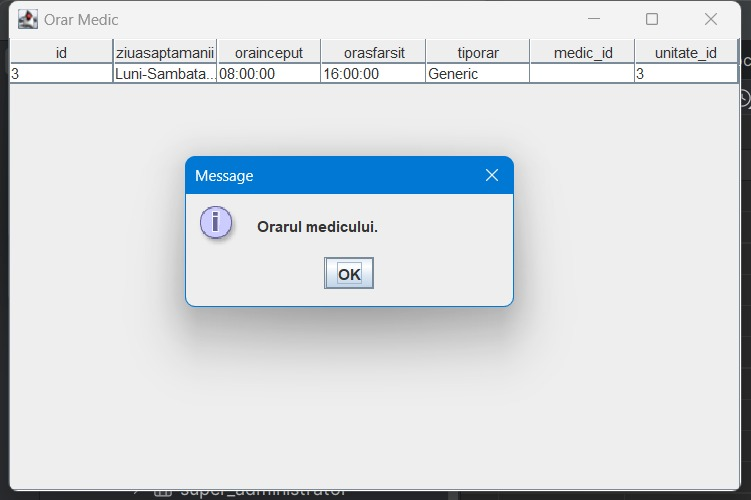 Orar Medic
id ziuasaptamanii orainceput orasfarsit tiporar medic_id unitate_id
3 Luni-Sambata... 08:00:00 16:00:00 Generic 3
Message
i
Orarul medicului.
OK
super_administrator